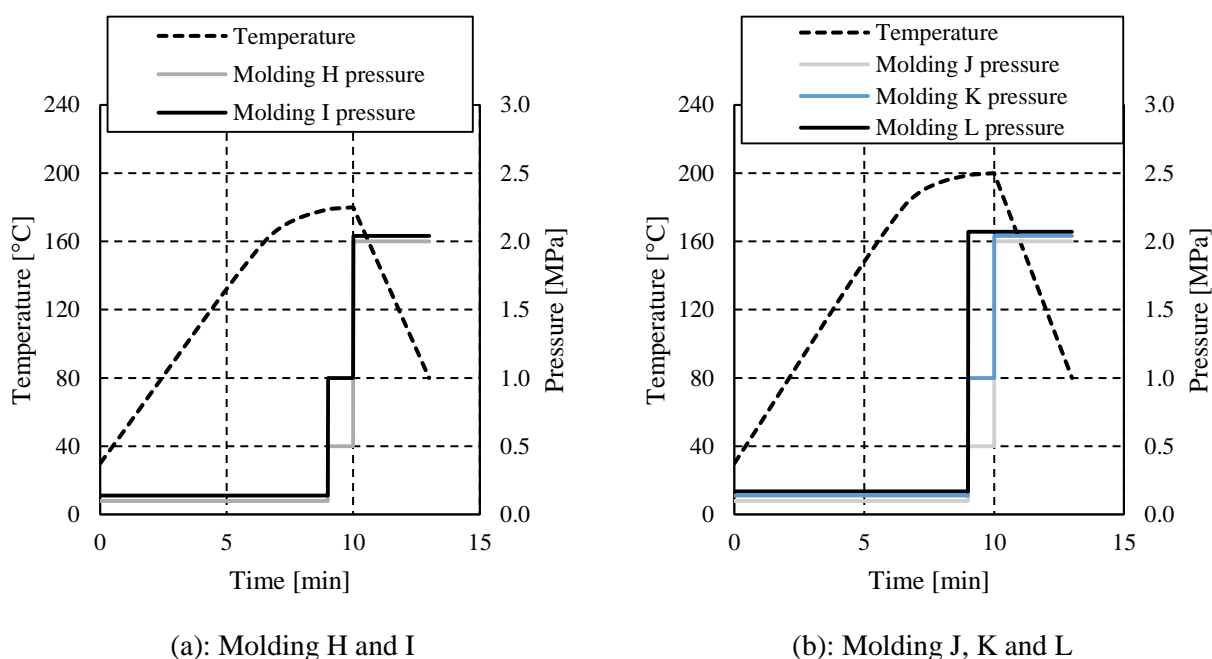 Temperature
Molding H pressure
Molding I pressure
240
200
160
120
80
40
0
Temperature [°C]
3.0
2.5
2.0
1.5
1.0
0.5
0.0
Pressure [MPa]
0
5
10
15
Time [min]
(a): Molding H and I
Temperature
Molding J pressure
Molding K pressure
Molding L pressure
240
200
160
120
80
40
0
Temperature [°C]
3.0
2.5
2.0
1.5
1.0
0.5
0.0
Pressure [MPa]
0
5
10
15
Time [min]
(b): Molding J, K and L